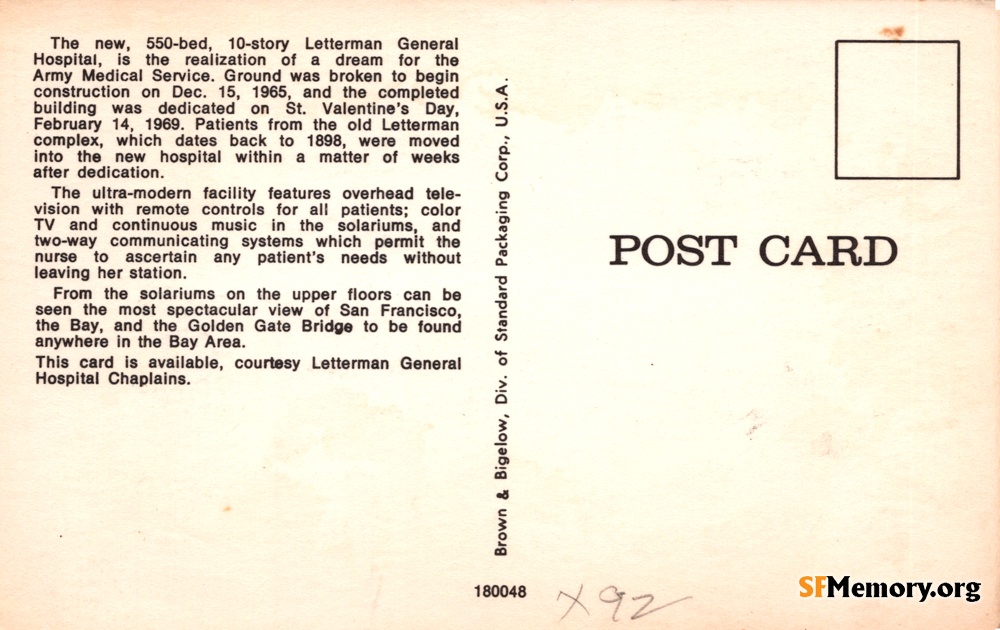 The new, 550-bed, 10-story Letterman General
Hospital, is the realization of a dream for the
Army Medical Service. Ground was broken to begin
construction on Dec. 15, 1965, and the completed
building was dedicated on St. Valentine's Day,
February 14, 1969. Patients from the old Letterman
complex, which dates back to 1898, were moved
into the new hospital within a matter of weeks
after dedication.
The ultra-modern facility features overhead tele-
vision with remote controls for all patients; color
TV and continuous music in the solariums, and
two-way communicating systems which permit the
nurse to ascertain any patient's needs without
leaving her station.
From the solariums on the upper floors can be
seen the most spectacular view of San Francisco,
the Bay, and the Golden Gate Bridge to be found
anywhere in the Bay Area.
This card is available, courtesy Letterman General
Hospital Chaplains.
Brown & Bigelow, Div. of Standard Packaging Corp., U.S.A.
POST CARD
180048
X92
SFMemory.org